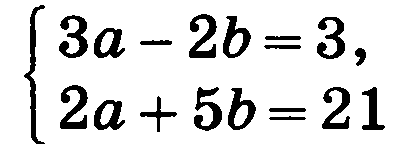 3a − 2b = 3,
2a + 5b = 21